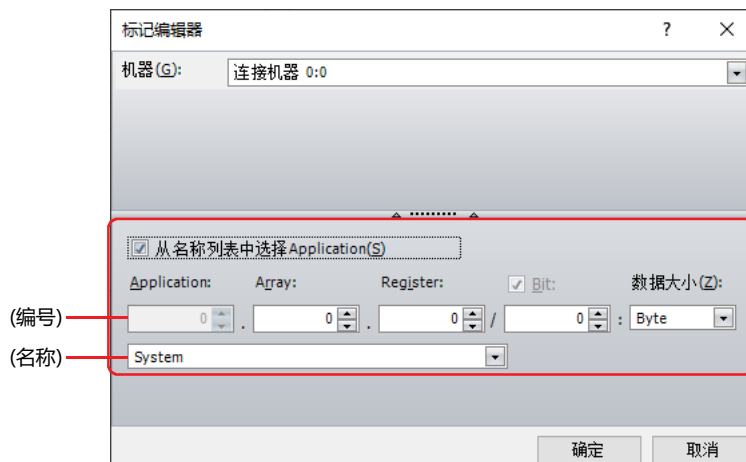 标记编辑器 ?
机器(G): 连接机器 0:0
从名称列表中选择Application(S)
Application: Array: Register: Bit: 数据大小(Z):
(编号) 0 . 0 . 0 / 0 : Byte
(名称) System
确定 取消